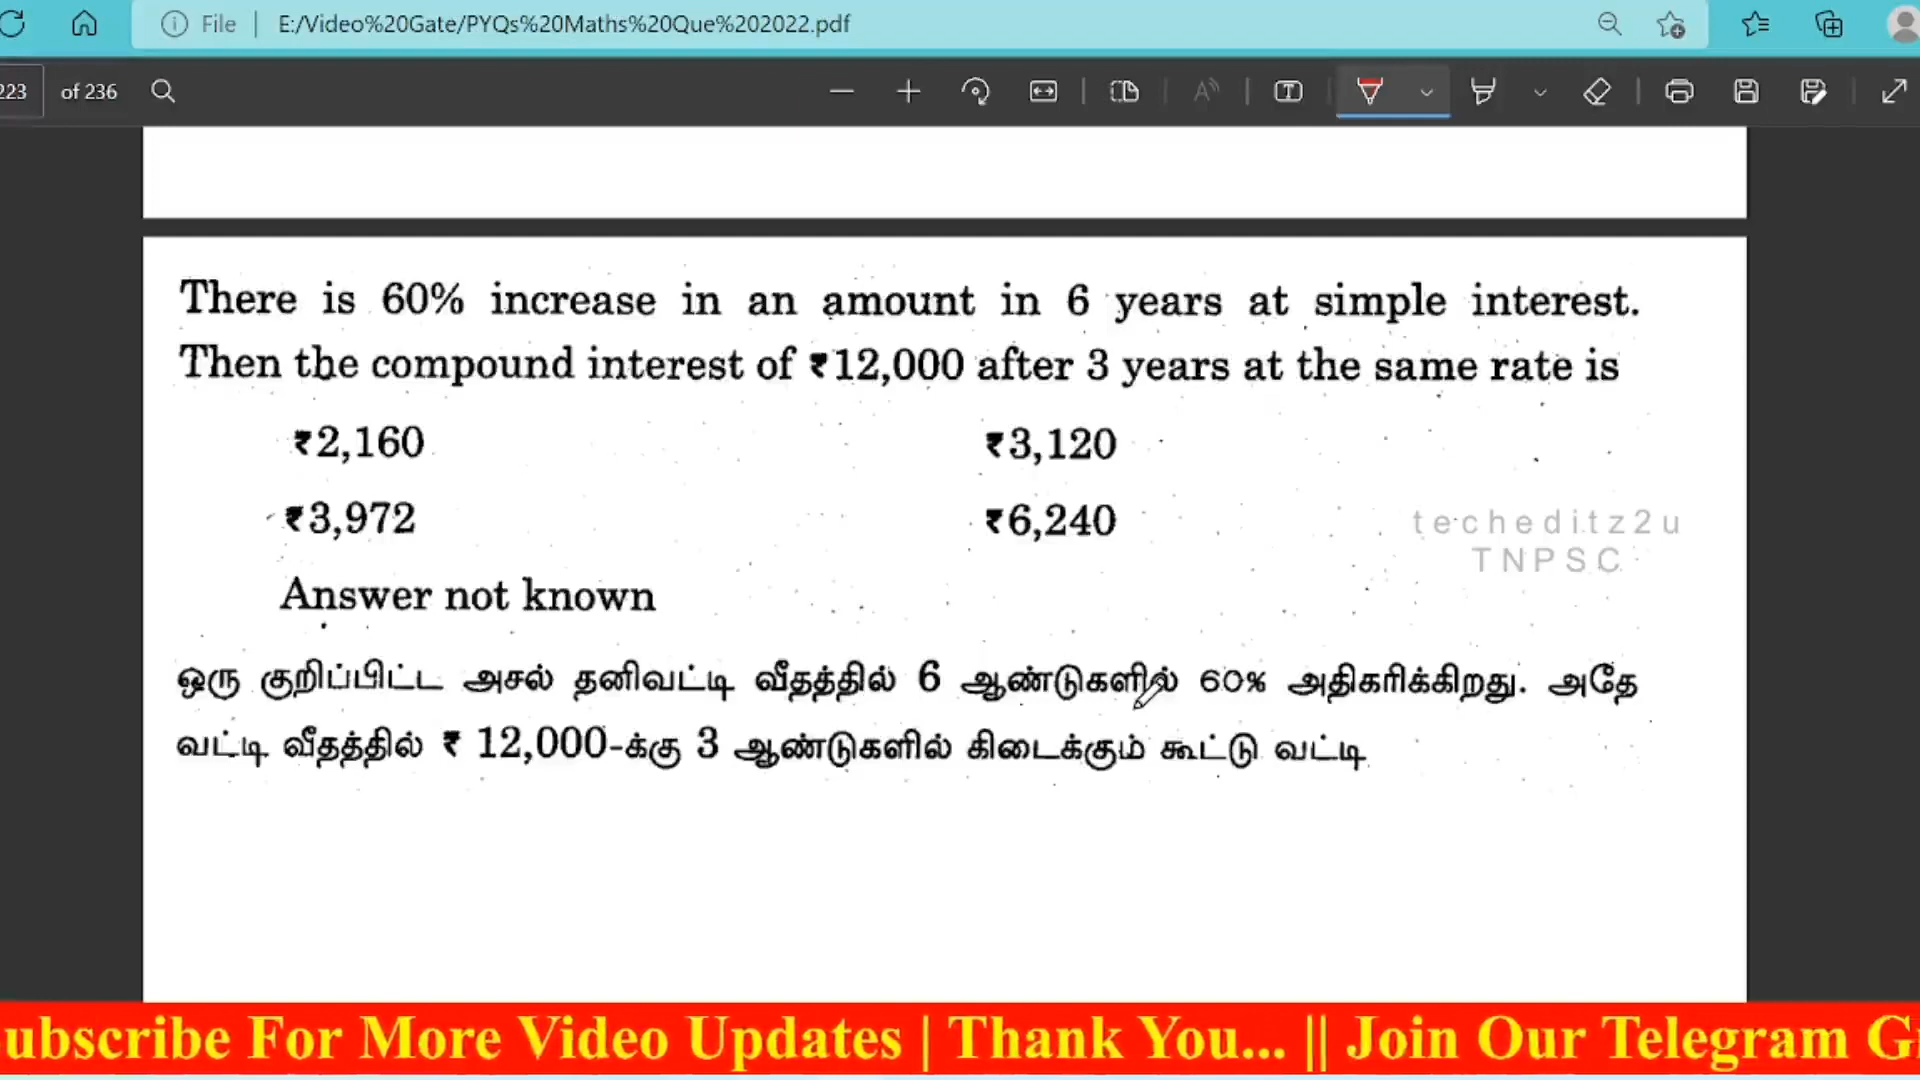 File | E:/Video%20Gate/PYQs%20Maths%20Que%202022.pdf
223 of 236
There is 60% increase in an amount in 6 years at simple interest.
Then the compound interest of ₹12,000 after 3 years at the same rate is
₹2,160 ₹3,120
₹3,972 ₹6,240
techeditz2u
TNPSC
Answer not known
ஒரு குறிப்பிட்ட அசல் தனிவட்டி வீதத்தில் 6 ஆண்டுகளில் 60% அதிகரிக்கிறது. அதே
வட்டி வீதத்தில் ₹ 12,000-க்கு 3 ஆண்டுகளில் கிடைக்கும் கூட்டு வட்டி
ubscribe For More Video Updates | Thank You... || Join Our Telegram G